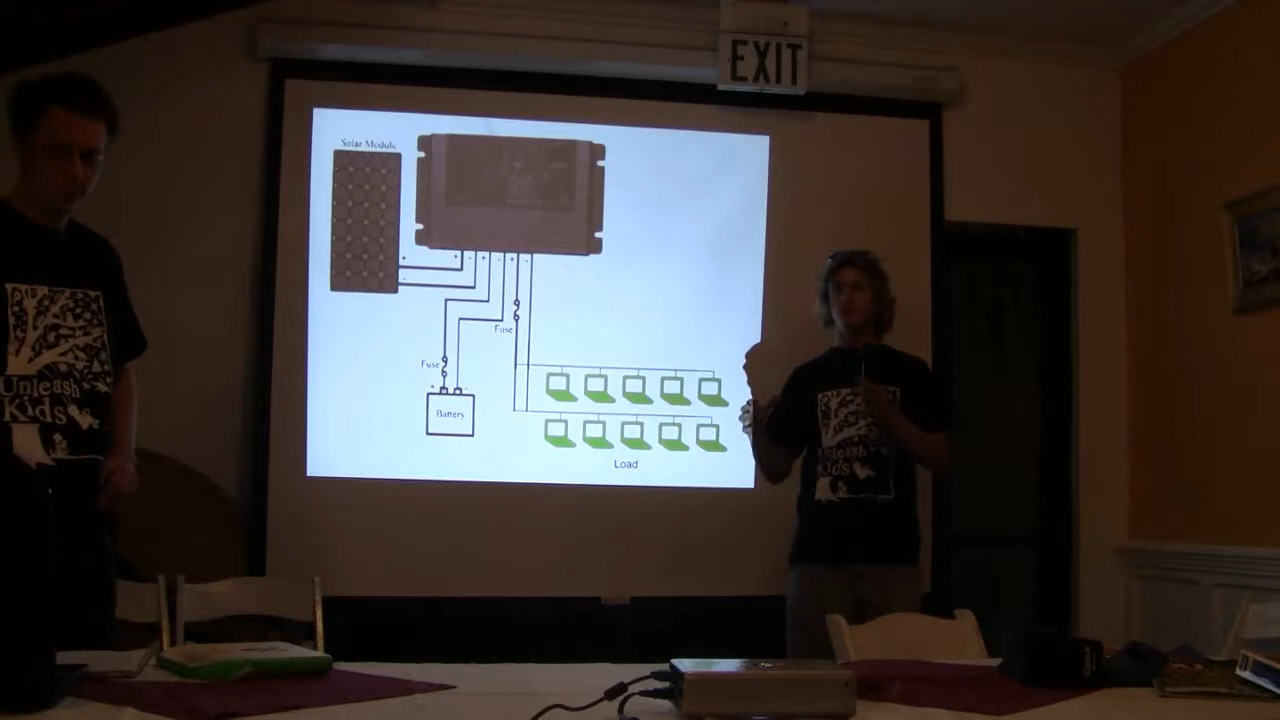 EXIT
Solar Module
Fuse
Fuse
Battery
Load
Unleash
Kids
Unleash
Kids